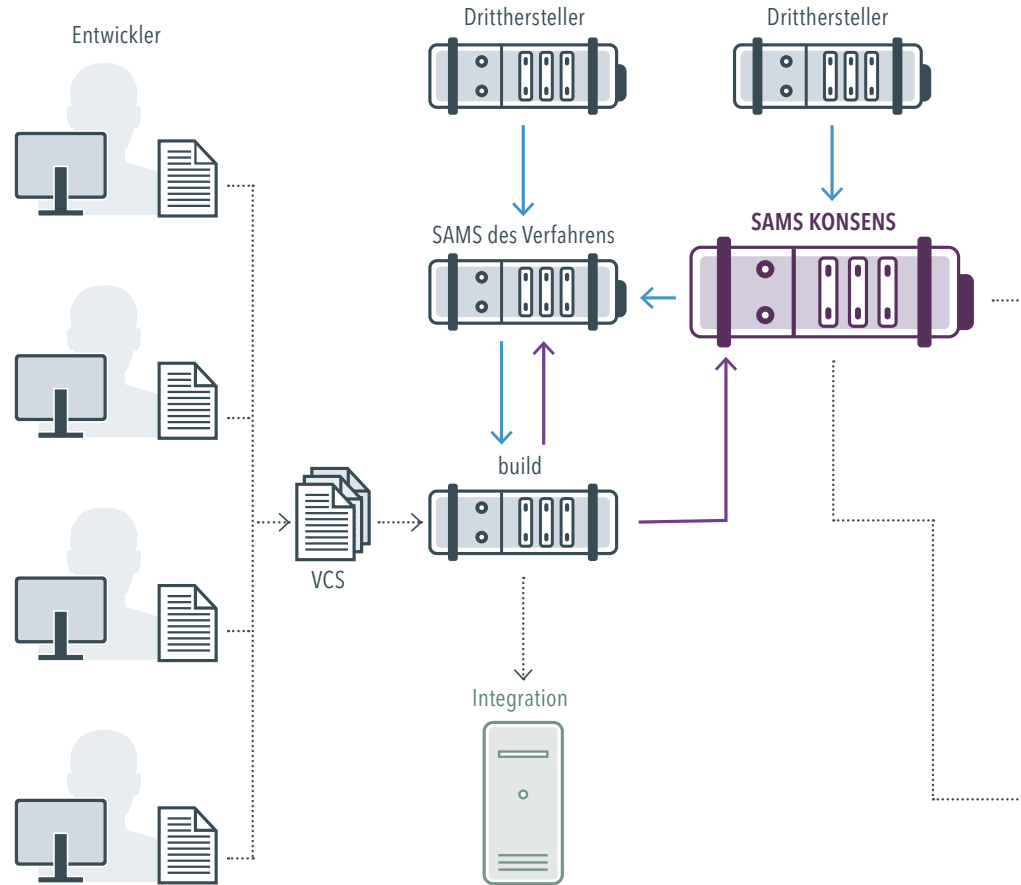 Entwickler
Dritthersteller
Dritthersteller
SAMS des Verfahrens
SAMS KONSENS
build
VCS
Integration